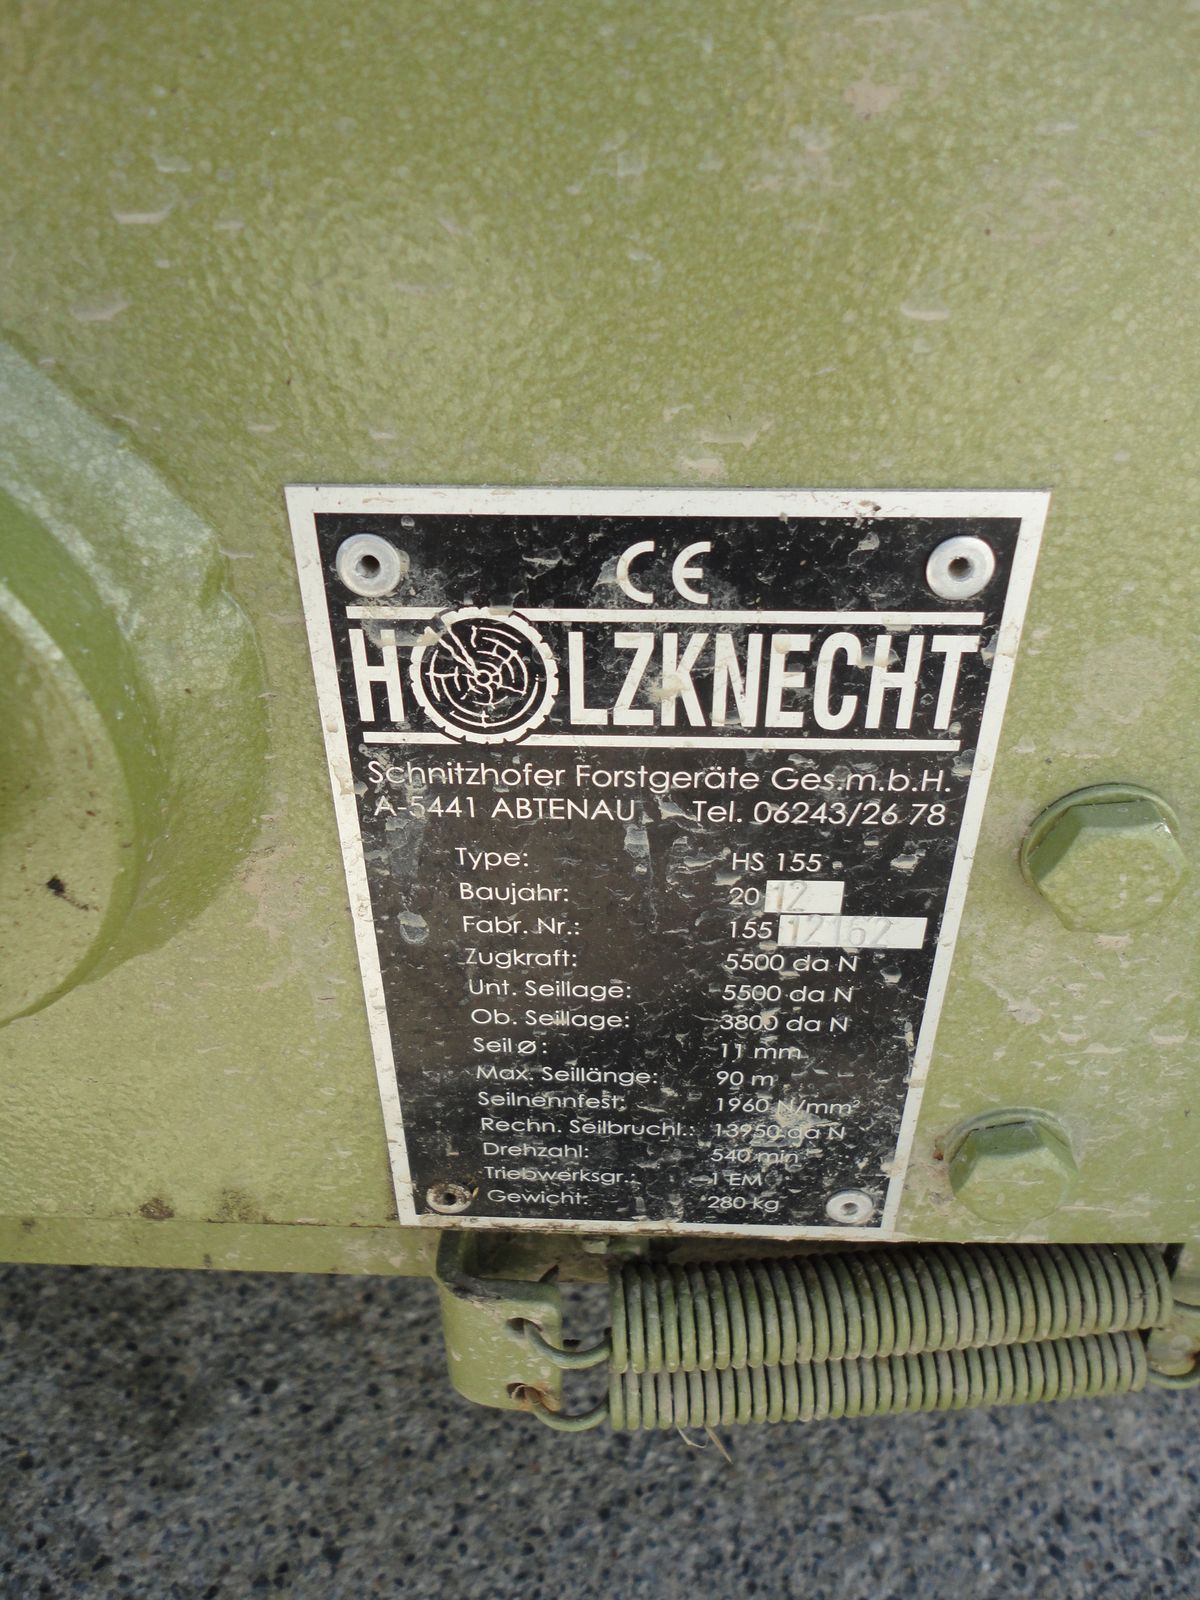 CE
HOLZKNECHT
Schnitzhofer Forstgeräte Ges.m.b.H.
A-5441 ABTENAU Tel. 06243/26 78
Type: HS 155
Baujahr: 2012
Fabr. Nr.: 15512162
Zugkraft: 5500 da N
Unt. Seillage: 5500 da N
Ob. Seillage: 3800 da N
Seil ø: 11 mm
Max. Seillänge: 90 m
Seilnennfest: 1960 N/mm²
Rechn. Seilbruchl.: 13950 da N
Drehzahl: 540 min
Triebwerksgr.: 1 EM
Gewicht: 280 kg